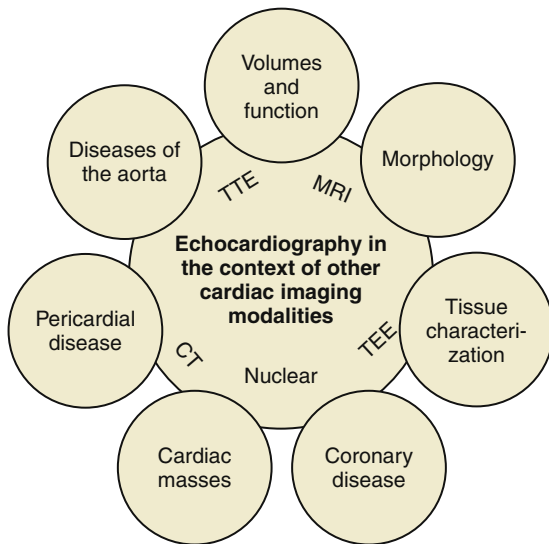 Volumes
and
function
Diseases of
the aorta
Morphology
TTE
MRI
Echocardiography in
the context of other
cardiac imaging
modalities
Pericardial
disease
Tissue
characteri-
zation
CT
TEE
Nuclear
Cardiac
masses
Coronary
disease